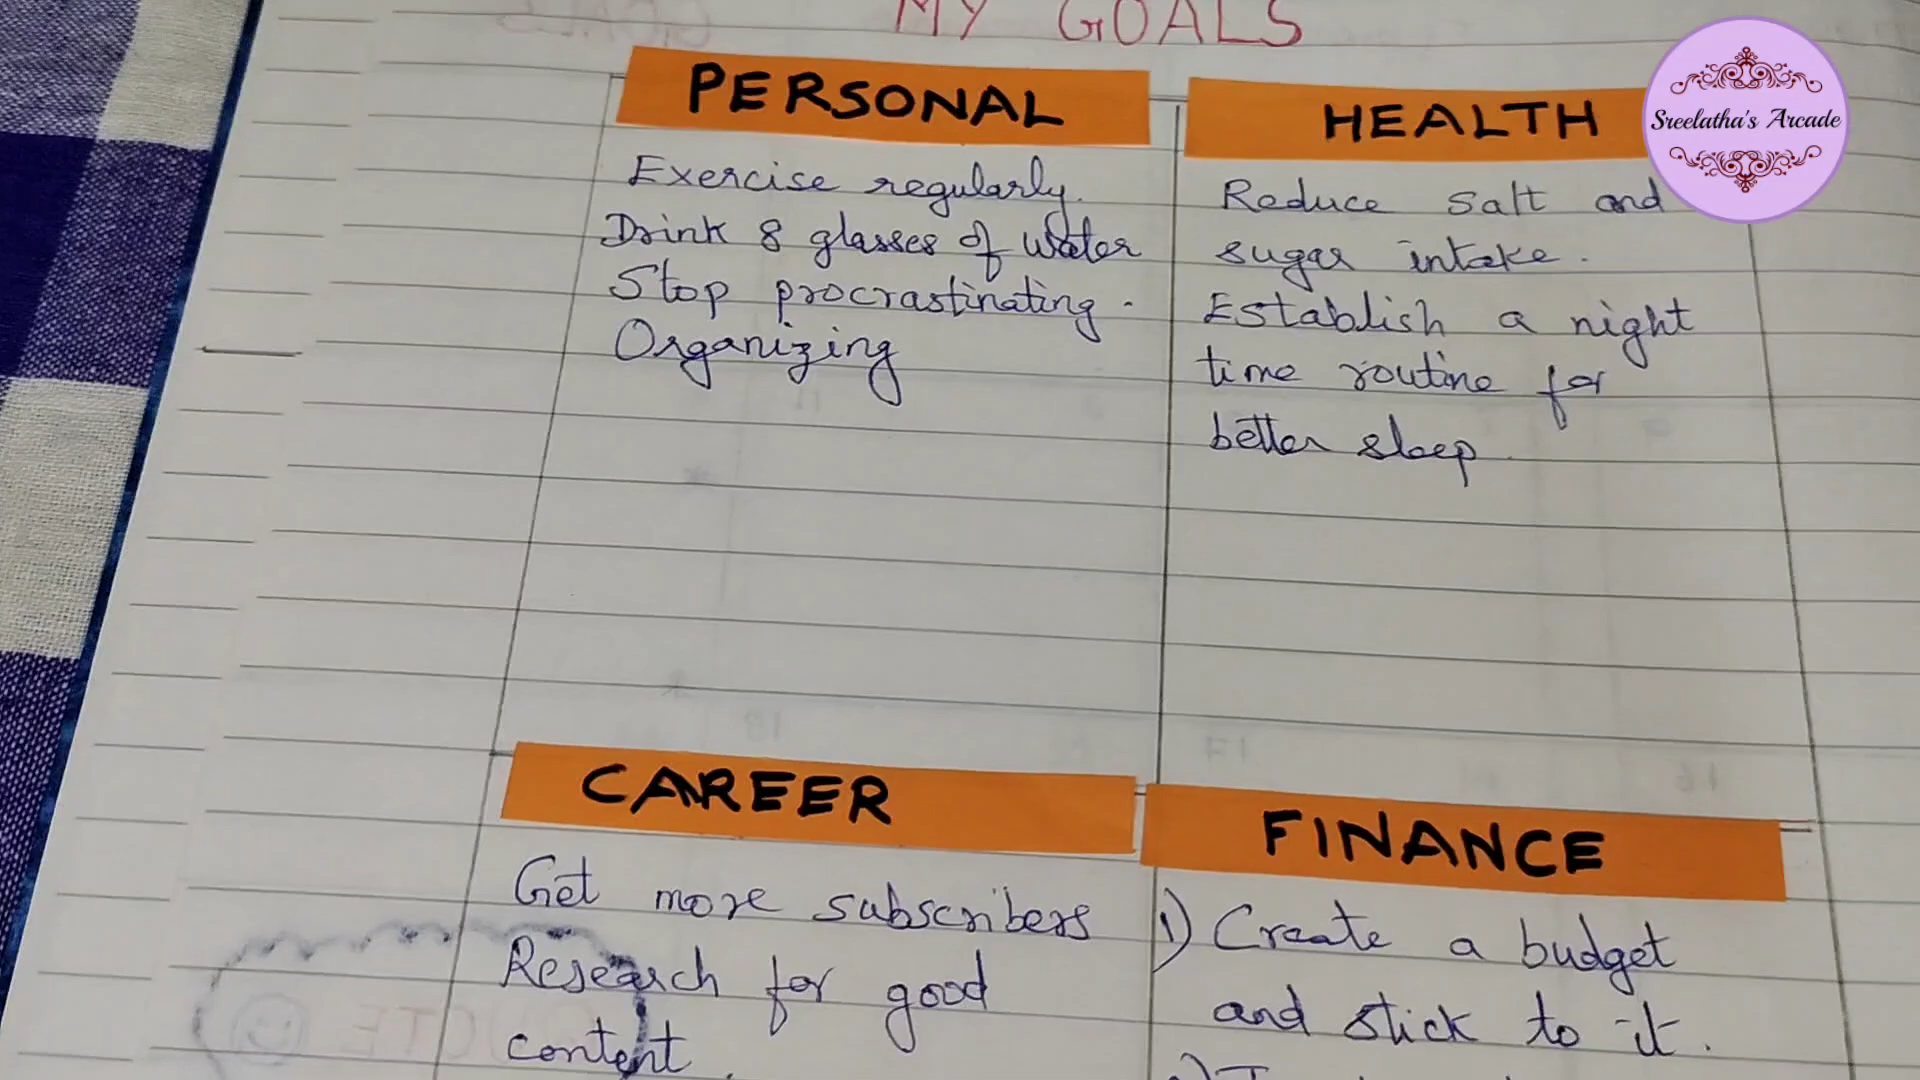 MY GOALS
PERSONAL
Exercise regularly.
Drink 8 glasses of water
Stop procrastinating.
Organizing
HEALTH
Reduce salt and
sugar intake.
Establish a night
time routine for
better sleep.
CAREER
Get more subscribers
Research for good
content.
FINANCE
1) Create a budget
and stick to it.
Sreelatha's Arcade